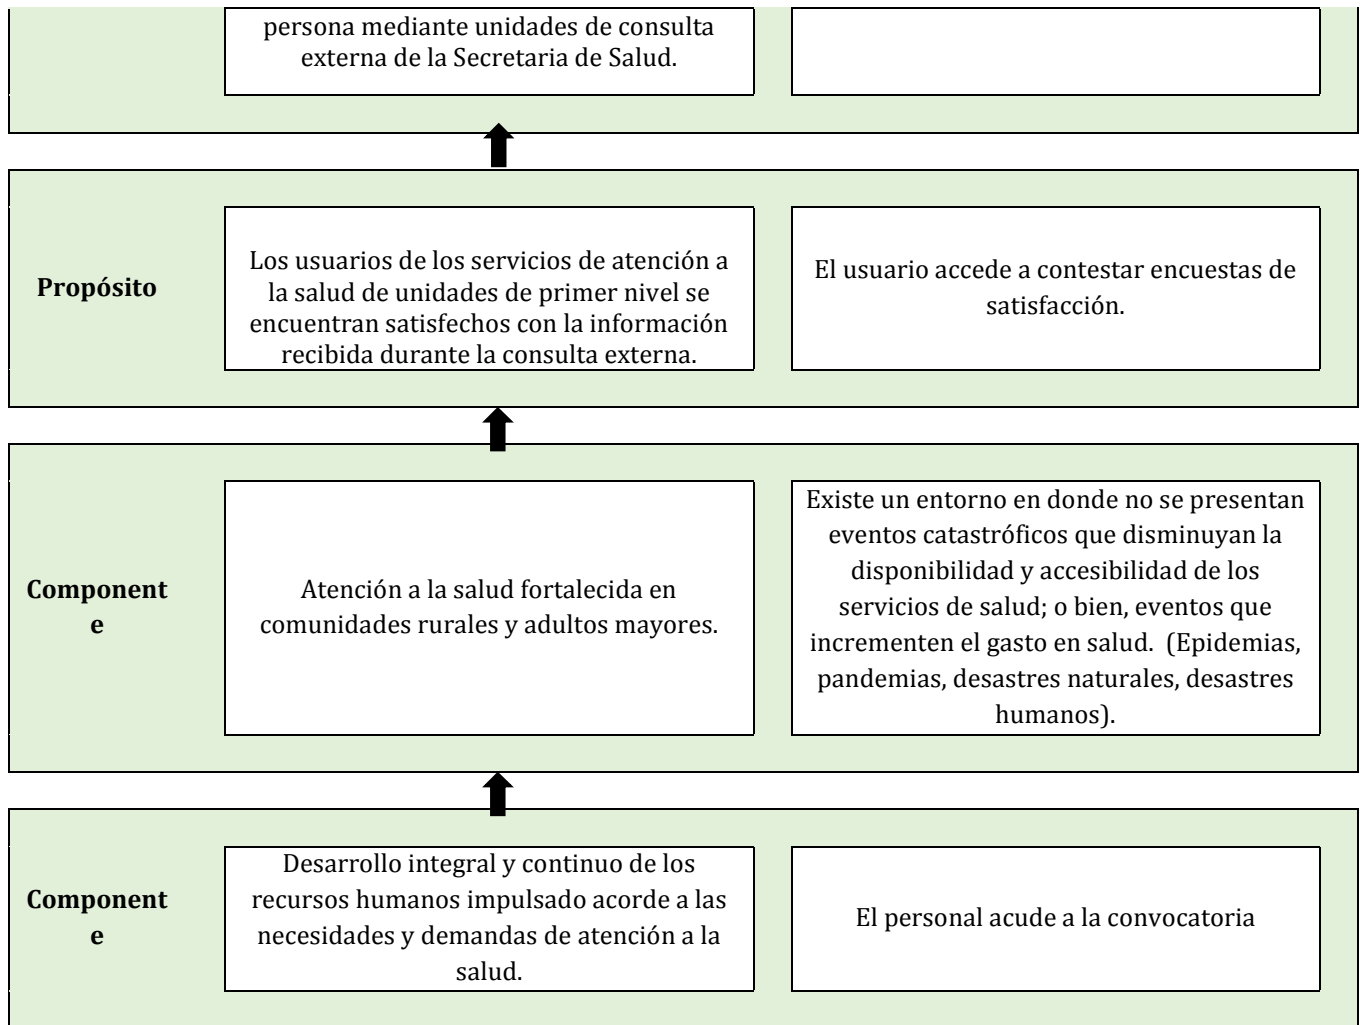 persona mediante unidades de consulta
externa de la Secretaria de Salud.
Propósito
Los usuarios de los servicios de atención a
la salud de unidades de primer nivel se
encuentran satisfechos con la información
recibida durante la consulta externa.
El usuario accede a contestar encuestas de
satisfacción.
Component
e
Atención a la salud fortalecida en
comunidades rurales y adultos mayores.
Existe un entorno en donde no se presentan
eventos catastróficos que disminuyan la
disponibilidad y accesibilidad de los
servicios de salud; o bien, eventos que
incrementen el gasto en salud.  (Epidemias,
pandemias, desastres naturales, desastres
humanos).
Component
e
Desarrollo integral y continuo de los
recursos humanos impulsado acorde a las
necesidades y demandas de atención a la
salud.
El personal acude a la convocatoria